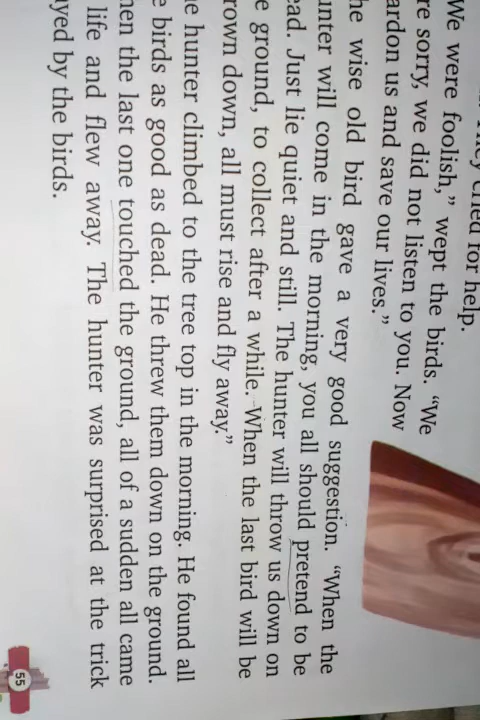 cried for help.
"We were foolish," wept the birds. "We
re sorry, we did not listen to you. Now
ardon us and save our lives."
he wise old bird gave a very good suggestion. "When the
unter will come in the morning, you all should pretend to be
ead. Just lie quiet and still. The hunter will throw us down on
e ground, to collect after a while. When the last bird will be
rown down, all must rise and fly away."
e hunter climbed to the tree top in the morning. He found all
e birds as good as dead. He threw them down on the ground.
hen the last one touched the ground, all of a sudden all came
life and flew away. The hunter was surprised at the trick
yed by the birds.
55